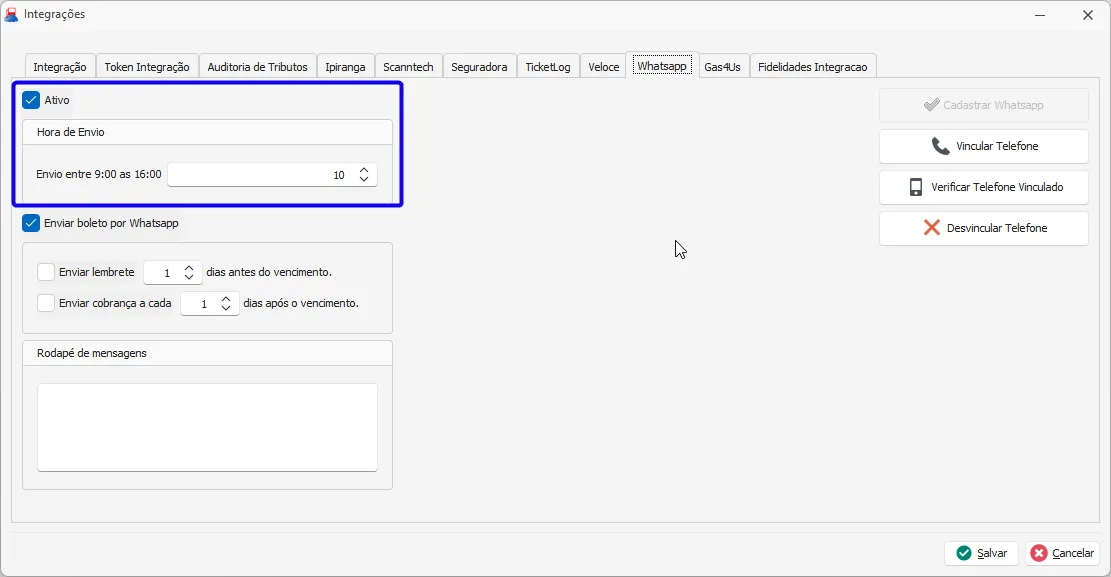 Integrações
Integração Token Integração Auditoria de Tributos Ipiranga Scanntech Seguradora TicketLog Veloce Whatsapp Gas4Us Fidelidades Integracao
Ativo
Hora de Envio
Envio entre 9:00 as 16:00 10
Enviar boleto por Whatsapp
Enviar lembrete 1 dias antes do vencimento.
Enviar cobrança a cada 1 dias após o vencimento.
Rodapé de mensagens
Cadastrar Whatsapp
Vincular Telefone
Verificar Telefone Vinculado
Desvincular Telefone
Salvar Cancelar